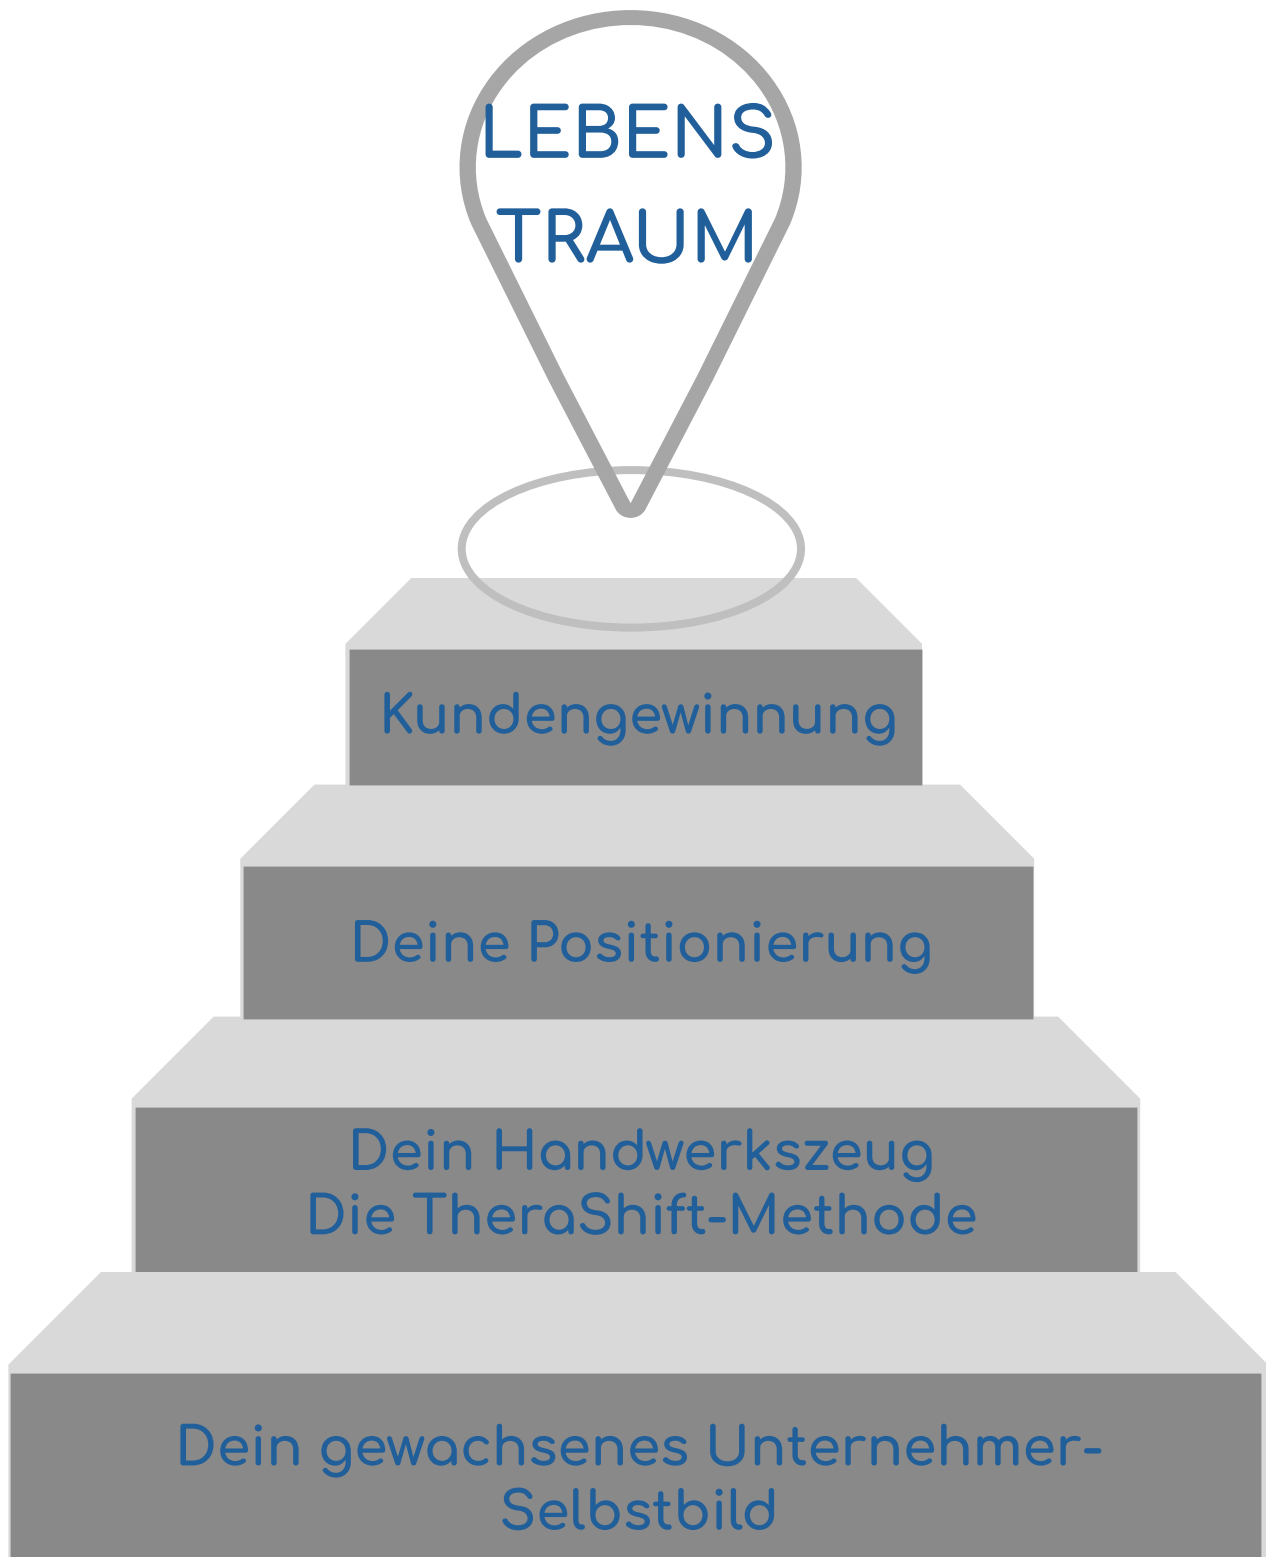 LEBENS
TRAUM
Kundengewinnung
Deine Positionierung
Dein Handwerkszeug
Die TheraShift-Methode
Dein gewachsenes Unternehmer-
Selbstbild